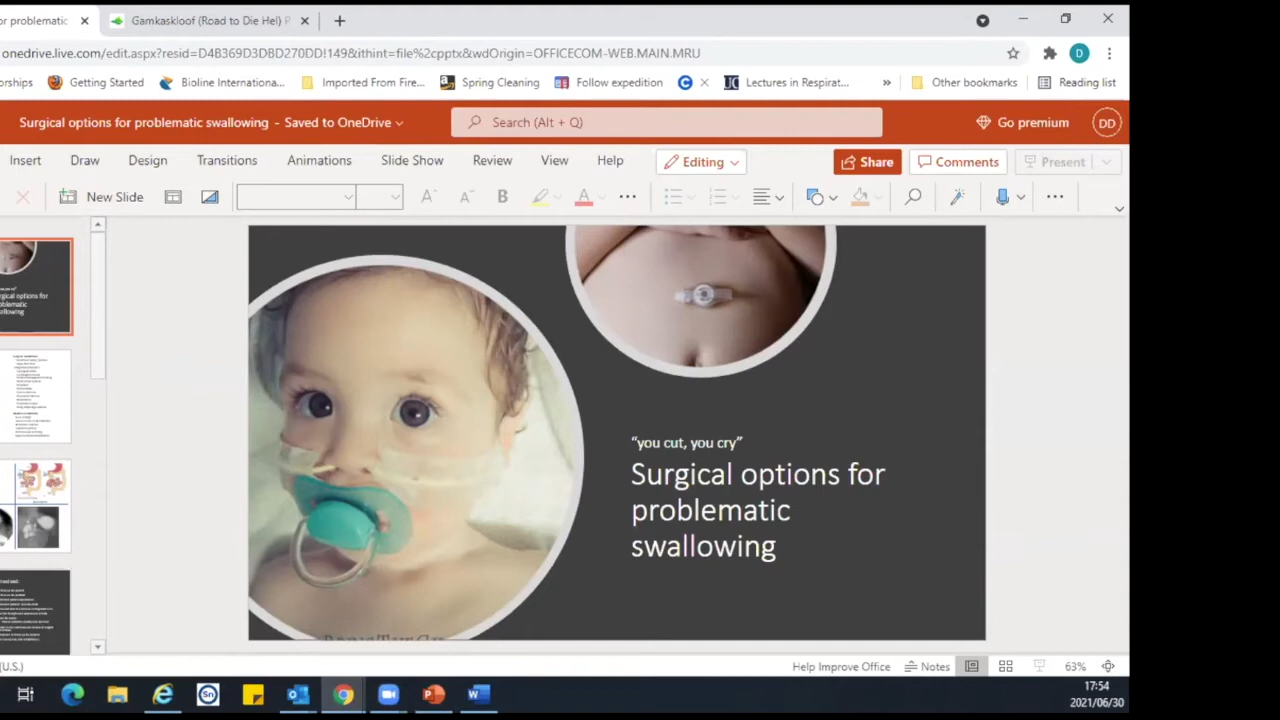 or problematic
Gamkaskloof (Road to Die Hel) P
onedrive.live.com/edit.aspx?resid=D4B369D3DBD270DD!149&ithint=file%2cpptx&wdOrigin=OFFICECOM-WEB.MAIN.MRU
D
orships
Getting Started
Bioline Internationa...
Imported From Fire...
Spring Cleaning
Follow expedition
Lectures in Respirat...
Other bookmarks
Reading list
Surgical options for problematic swallowing - Saved to OneDrive
Search (Alt + Q)
Go premium
DD
Insert
Draw
Design
Transitions
Animations
Slide Show
Review
View
Help
Editing
Share
Comments
Present
New Slide
B
A
“you cut, you cry”
Surgical options for
problematic
swallowing
(U.S.)
Help Improve Office
Notes
63%
17:54
2021/06/30